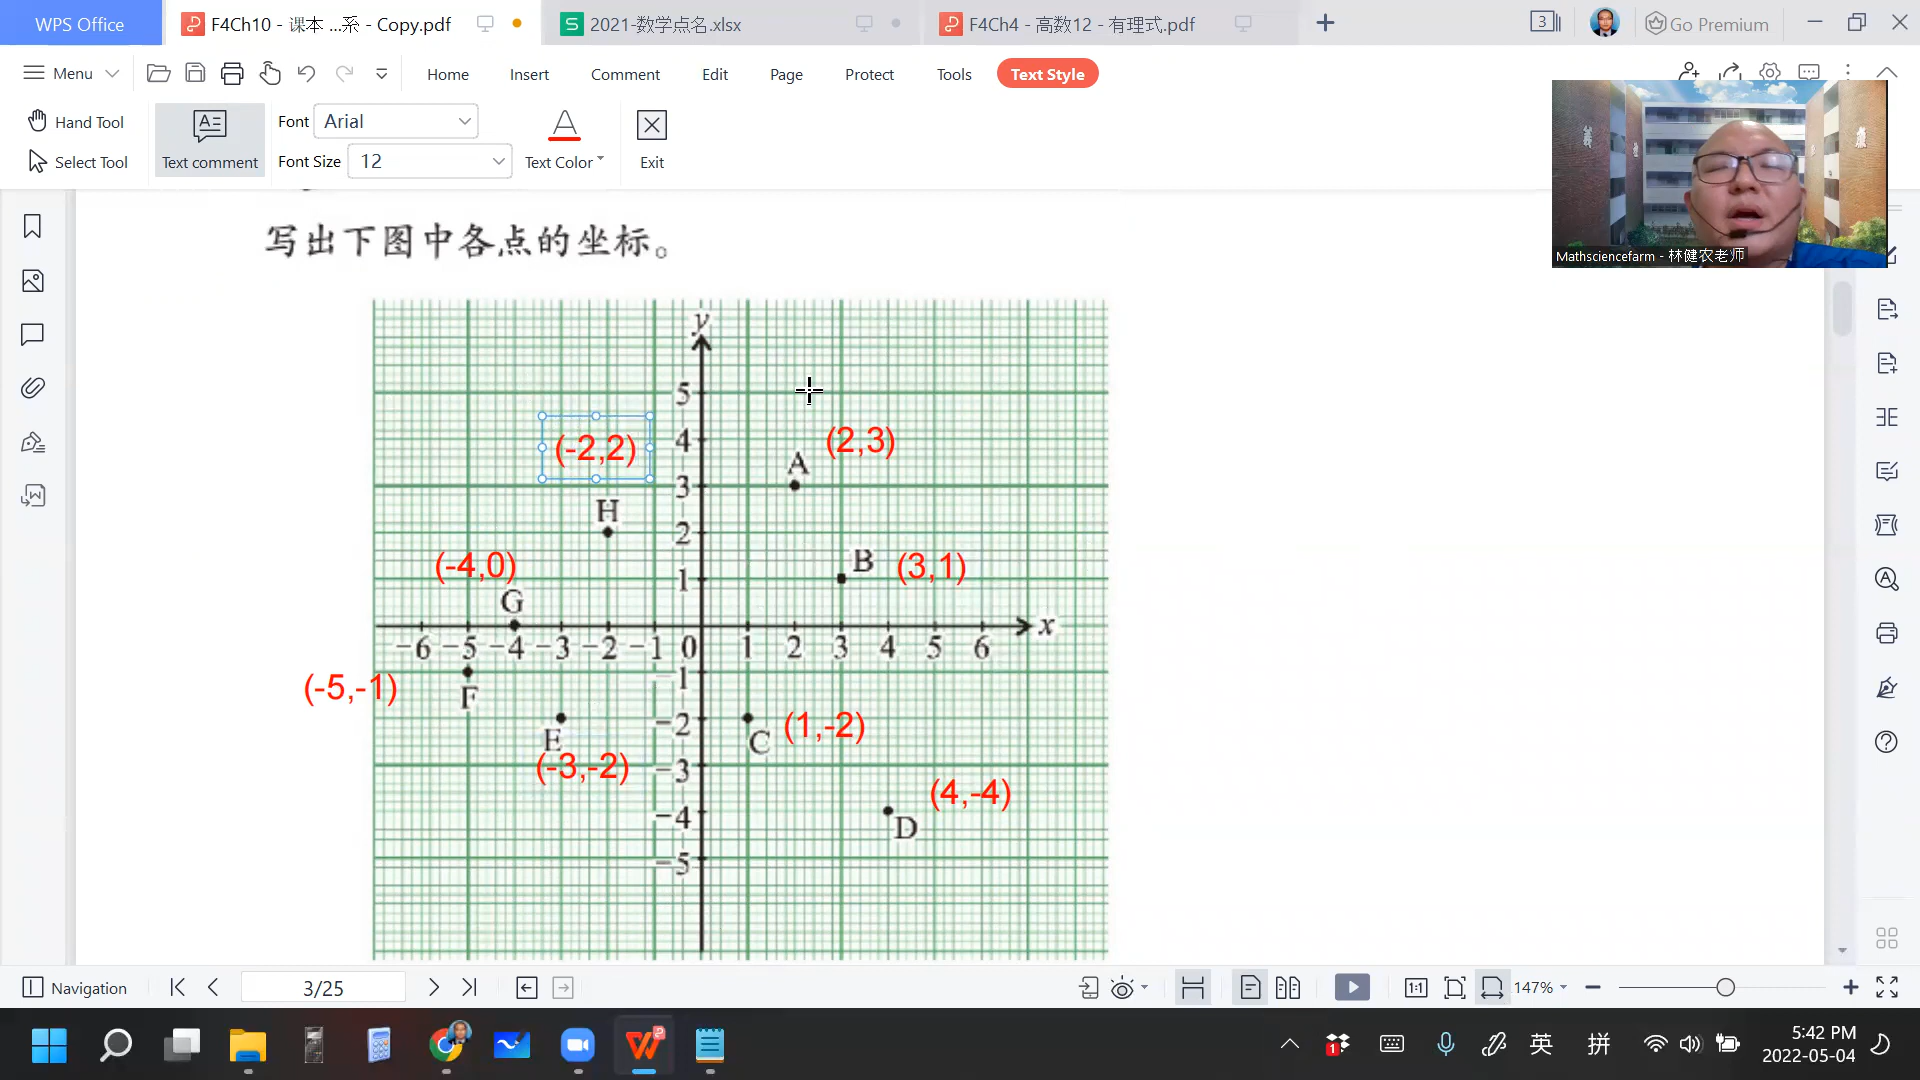 WPS Office
F4Ch10 - 课本 ...系 - Copy.pdf
2021-数学点名.xlsx
F4Ch4 - 高数12 - 有理式.pdf
3
Go Premium
Menu
Home
Insert
Comment
Edit
Page
Protect
Tools
Text Style
Hand Tool
Select Tool
Text comment
Font
Arial
Font Size
12
Text Color
Exit
Mathsciencefarm - 林健农老师
写出下图中各点的坐标。
y
5
(-2,2)
4
(2,3)
A
3
H
2
(-4,0)
B
(3,1)
1
G
x
-6 -5 -4 -3 -2 -1 0 1 2 3 4 5 6
(-5,-1)
F
-1
E
-2
C
(1,-2)
(-3,-2)
-3
(4,-4)
-4
D
-5
Navigation
3/25
1:1
147%
1
英
拼
5:42 PM
2022-05-04